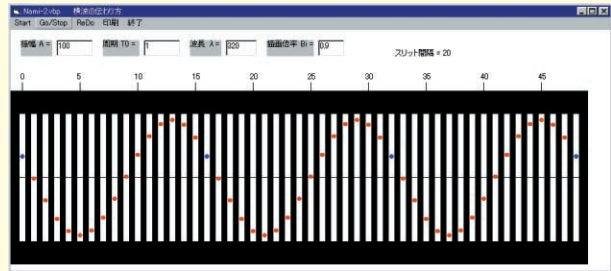 Nami-2.vbp 横波の伝わり方
Start Go/Stop ReDo 印刷 終了
振幅 A = 100 周期 T0 = 1 波長 λ = 320 描画倍率 Bi = 0.9 スリット間隔 = 20
0 5 10 15 20 25 30 35 40 45